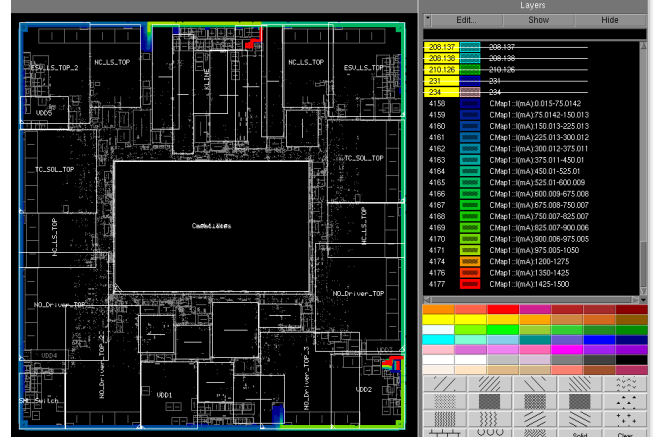 Layers
Edit...
Show
Hide
208.137 208.137
208.138 208.138
210.126 210.126
231 231
234 234
4158 CMap1::I(mA):0.015-75.0142
4159 CMap1::I(mA):75.0142-150.013
4160 CMap1::I(mA):150.013-225.013
4161 CMap1::I(mA):225.013-300.012
4162 CMap1::I(mA):300.012-375.011
4163 CMap1::I(mA):375.011-450.01
4164 CMap1::I(mA):450.01-525.01
4165 CMap1::I(mA):525.01-600.009
4166 CMap1::I(mA):600.009-675.008
4167 CMap1::I(mA):675.008-750.007
4168 CMap1::I(mA):750.007-825.007
4169 CMap1::I(mA):825.007-900.006
4170 CMap1::I(mA):900.006-975.005
4171 CMap1::I(mA):975.005-1050
4174 CMap1::I(mA):1200-1275
4176 CMap1::I(mA):1350-1425
4177 CMap1::I(mA):1425-1500
Solid
Clear
ESV_LS_TOP_2
NC_LS_TOP
KLINE
NC_LS_TOP
ESV_LS_TOP
VDD5
TC_SOL_TOP
TC_SOL_TOP
NC_LS_TOP
NC_LS_TOP
NO_Driver_TOP
NO_Driver_TOP
VDD4
NO_Driver_TOP_2
NO_Driver_TOP_3
VDD3
VDD1
VDD2